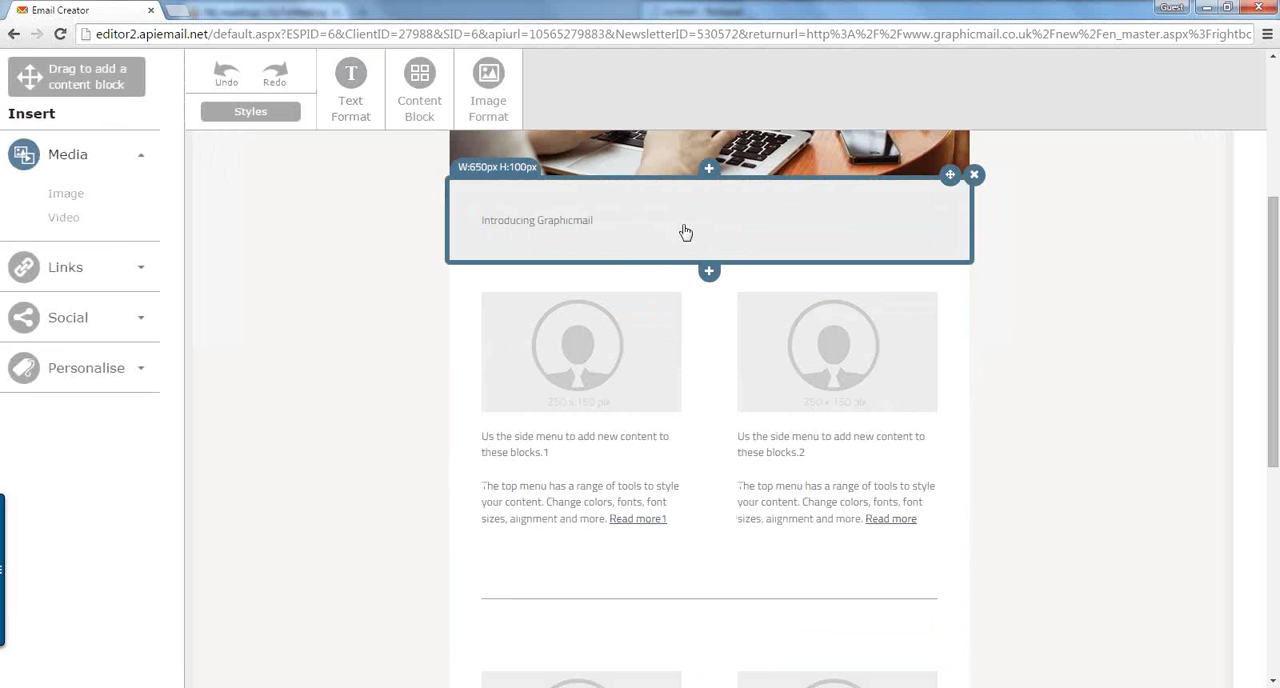 Email Creator
Guest
editor2.apiemail.net/default.aspx?ESPID=6&ClientID=27988&SID=6&apiurl=10565279883&NewsletterID=530572&returnurl=http%3A%2F%2Fwww.graphicmail.co.uk%2Fnew%2Fen_master.aspx%3Frightbc
Drag to add a
content block
Undo
Redo
Styles
Text
Format
Content
Block
Image
Format
Insert
Media
Image
Video
Links
Social
Personalise
W:650px H:100px
Introducing Graphicmail
250 x 150 pix
250 x 150 pix
Us the side menu to add new content to
these blocks.1
Us the side menu to add new content to
these blocks.2
The top menu has a range of tools to style
your content. Change colors, fonts, font
sizes, alignment and more. Read more1
The top menu has a range of tools to style
your content. Change colors, fonts, font
sizes, alignment and more. Read more